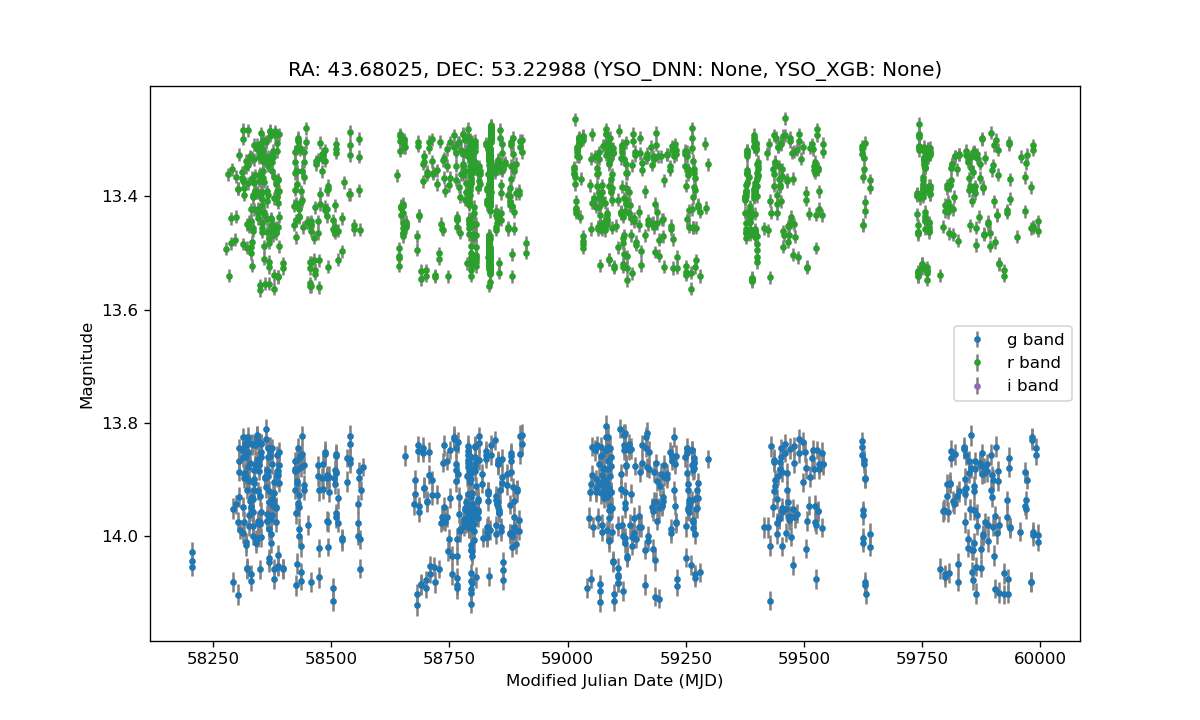 RA: 43.68025, DEC: 53.22988 (YSO_DNN: None, YSO_XGB: None)
13.4
13.6
13.8
14.0
Magnitude
g band
r band
i band
58250 58500 58750 59000 59250 59500 59750 60000
Modified Julian Date (MJD)